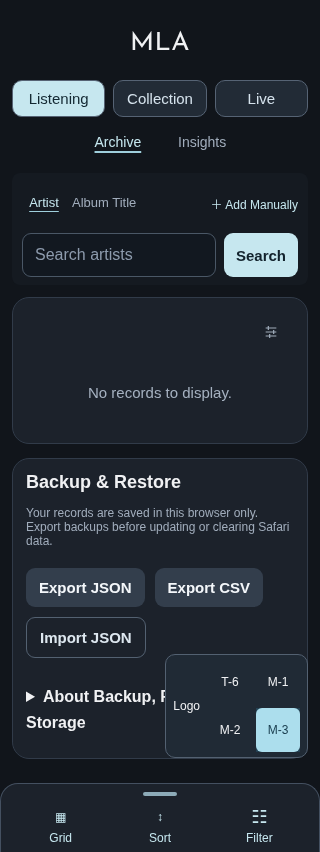 MLA
Listening
Collection
Live
Archive
Insights
Artist
Album Title
+ Add Manually
Search artists
Search
No records to display.
Backup & Restore
Your records are saved in this browser only.
Export backups before updating or clearing Safari
data.
Export JSON
Export CSV
Import JSON
About Backup,
Storage
Logo
T-6
M-1
M-2
M-3
Grid
Sort
Filter